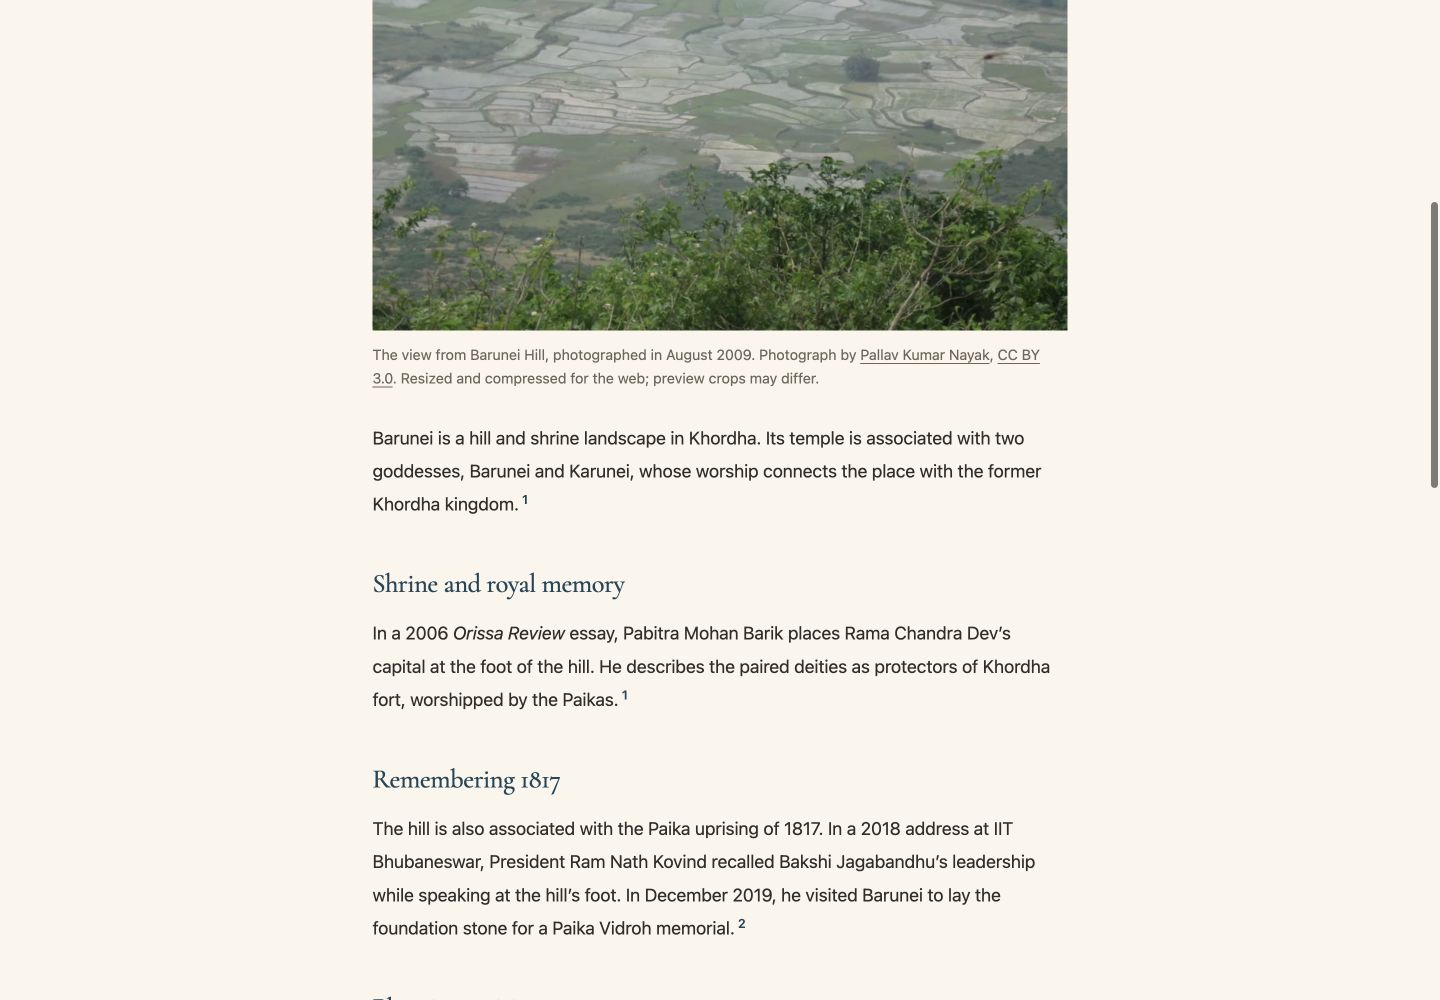 The view from Barunei Hill, photographed in August 2009. Photograph by Pallav Kumar Nayak, CC BY
3.0. Resized and compressed for the web; preview crops may differ.
Barunei is a hill and shrine landscape in Khordha. Its temple is associated with two
goddesses, Barunei and Karunei, whose worship connects the place with the former
Khordha kingdom. 1
Shrine and royal memory
In a 2006 Orissa Review essay, Pabitra Mohan Barik places Rama Chandra Dev’s
capital at the foot of the hill. He describes the paired deities as protectors of Khordha
fort, worshipped by the Paikas. 1
Remembering 1817
The hill is also associated with the Paika uprising of 1817. In a 2018 address at IIT
Bhubaneswar, President Ram Nath Kovind recalled Bakshi Jagabandhu’s leadership
while speaking at the hill’s foot. In December 2019, he visited Barunei to lay the
foundation stone for a Paika Vidroh memorial. 2